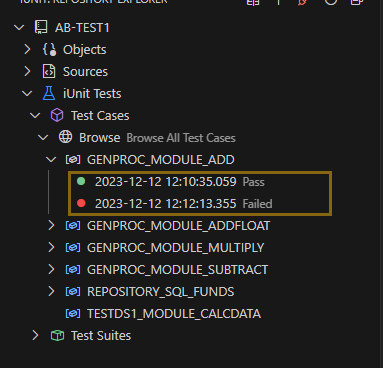 IUNIT: REPOSITORY EXPLORER
AB-TEST1
Objects
Sources
iUnit Tests
Test Cases
Browse Browse All Test Cases
GENPROC_MODULE_ADD
2023-12-12 12:10:35.059 Pass
2023-12-12 12:12:13.355 Failed
GENPROC_MODULE_ADDFLOAT
GENPROC_MODULE_MULTIPLY
GENPROC_MODULE_SUBTRACT
REPOSITORY_SQL_FUNDS
TESTDS1_MODULE_CALCDATA
Test Suites